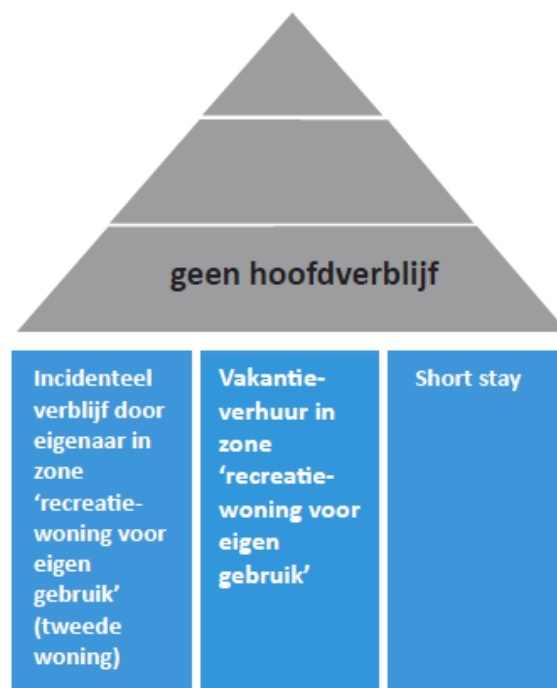 geen hoofdverblijf
Incidenteel
verblijf door
eigenaar in
zone
‘recreatie-
woning voor
eigen
gebruik’
(tweede
woning)
Vakantie-
verhuur in
zone
‘recreatie-
woning voor
eigen
gebruik’
Short stay